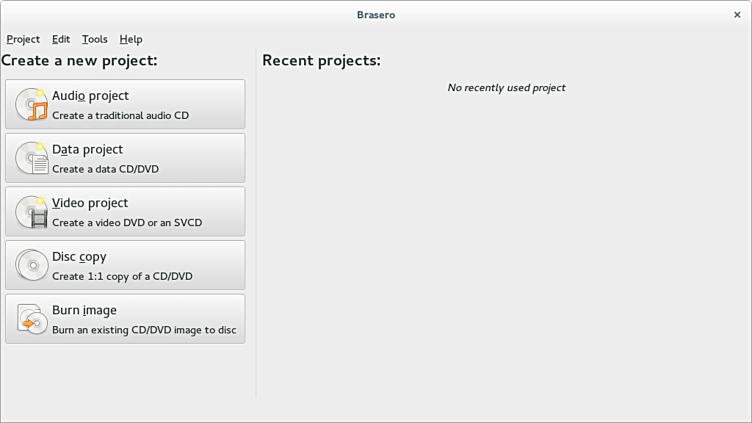 Brasero
Project Edit Tools Help
Create a new project:
Audio project
Create a traditional audio CD
Data project
Create a data CD/DVD
Video project
Create a video DVD or an SVCD
Disc copy
Create 1:1 copy of a CD/DVD
Burn image
Burn an existing CD/DVD image to disc
Recent projects:
No recently used project